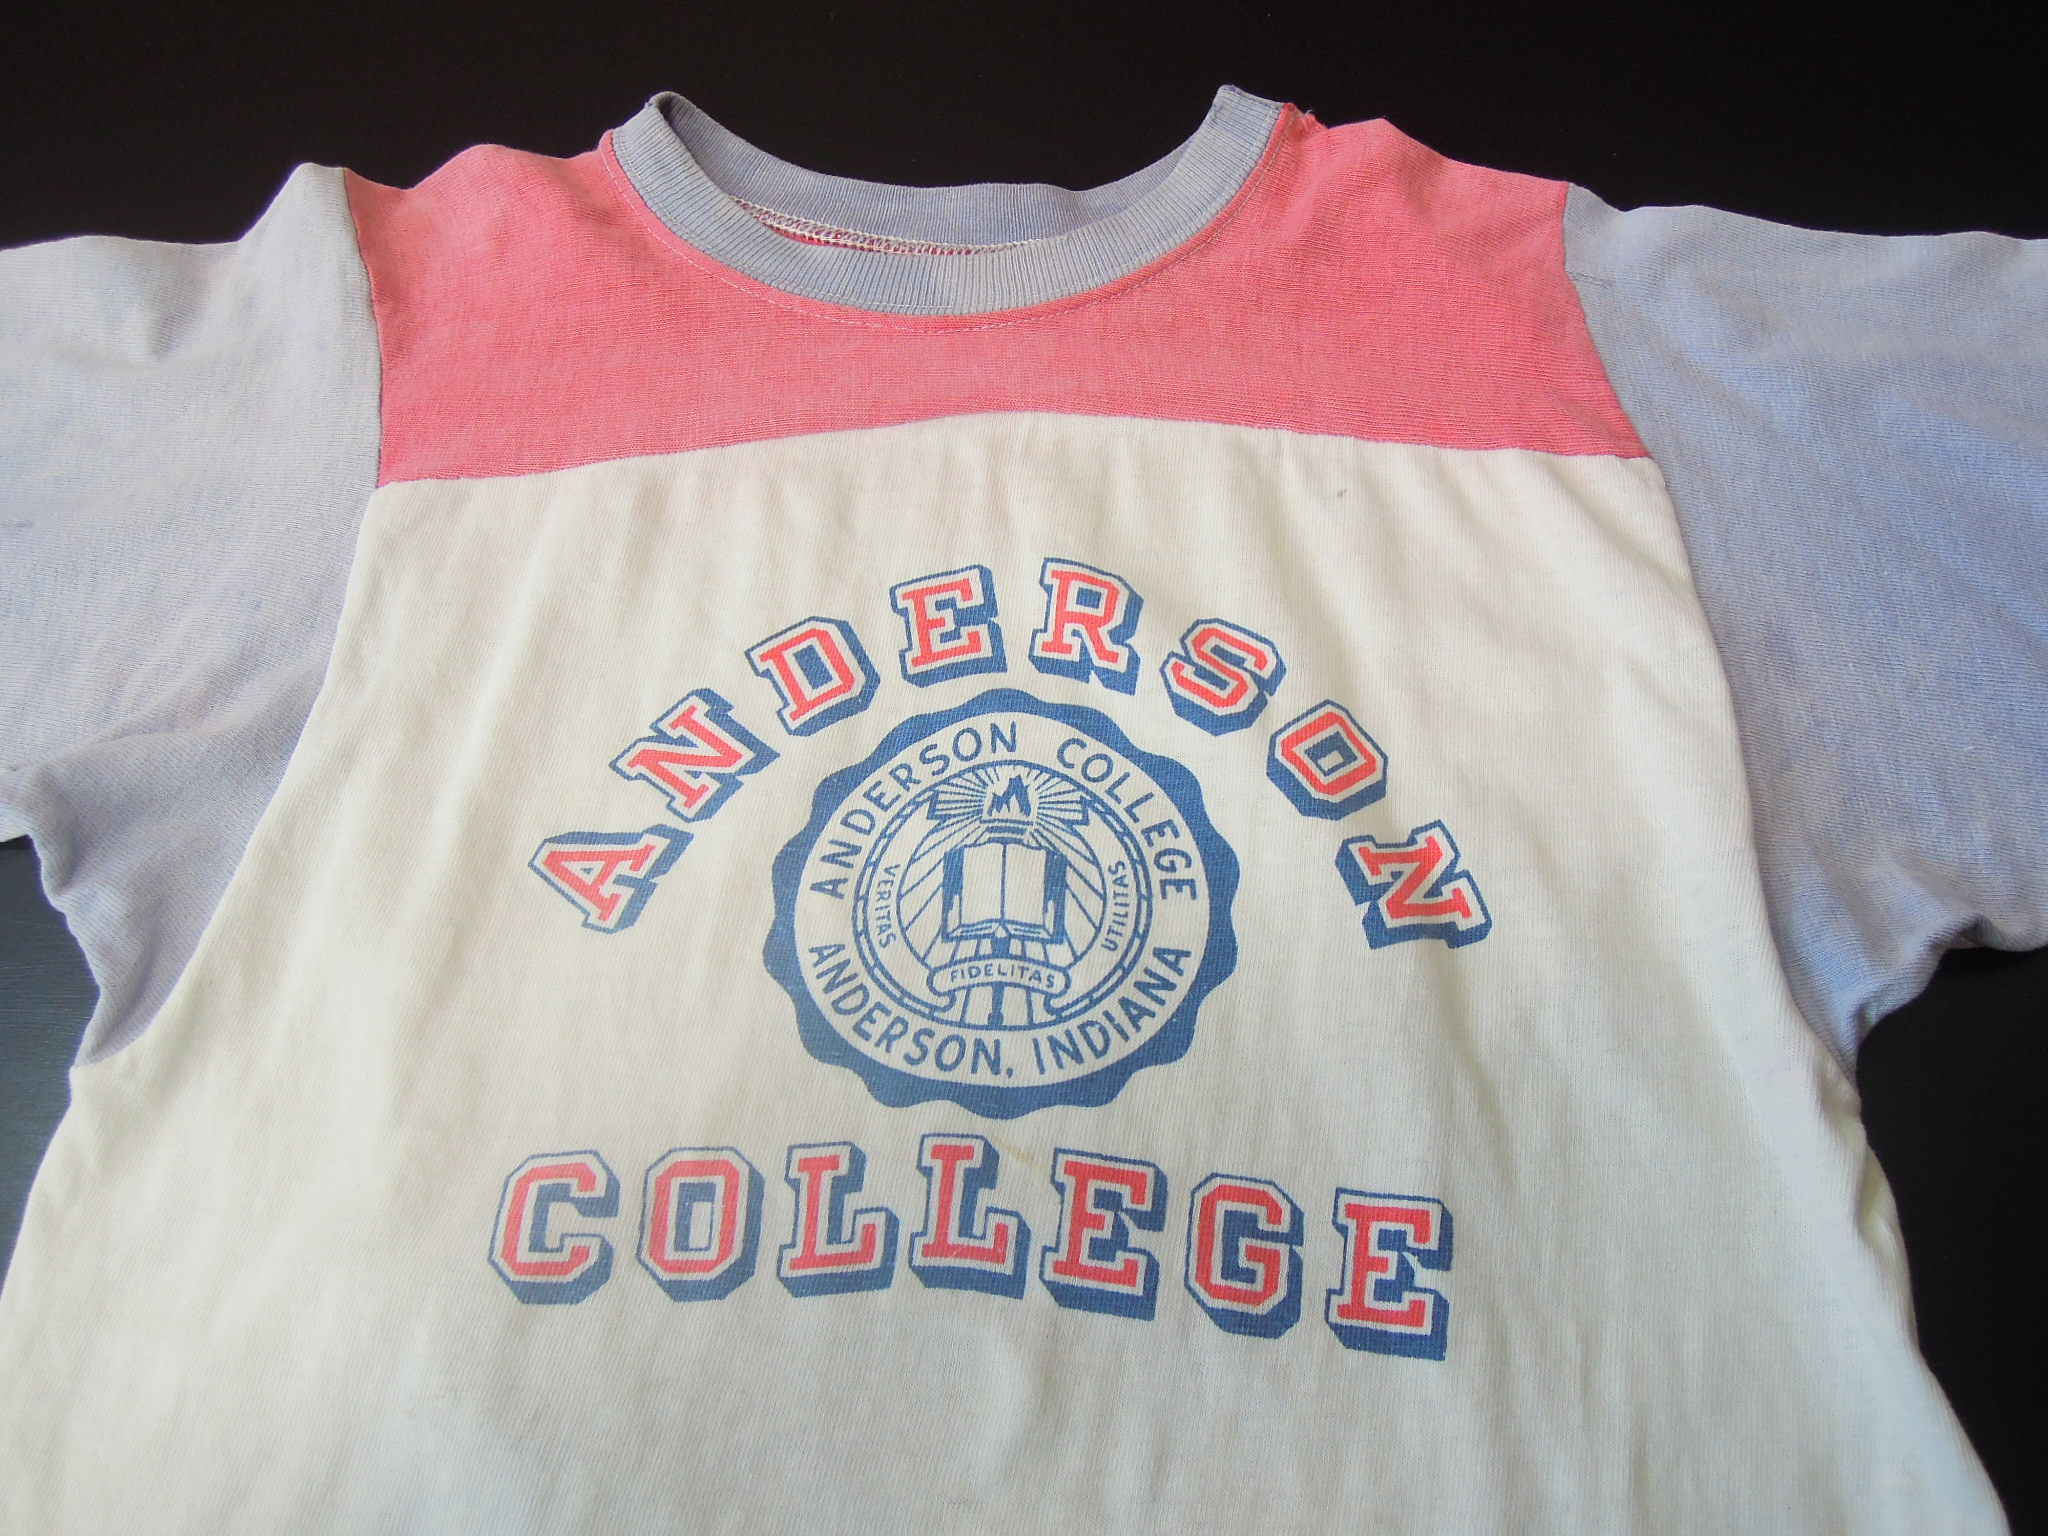 ANDERSON
ANDERSON COLLEGE
VERITAS
UTILITAS
FIDELITAS
ANDERSON, INDIANA
COLLEGE